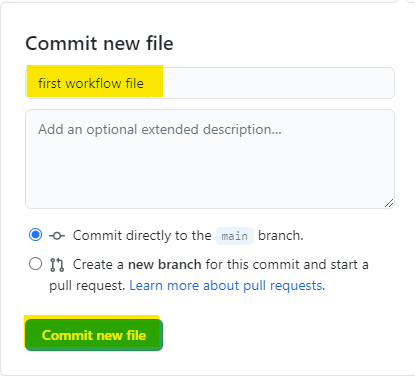 Commit new file
first workflow file
Add an optional extended description...
Commit directly to the main branch.
Create a new branch for this commit and start a
pull request. Learn more about pull requests.
Commit new file